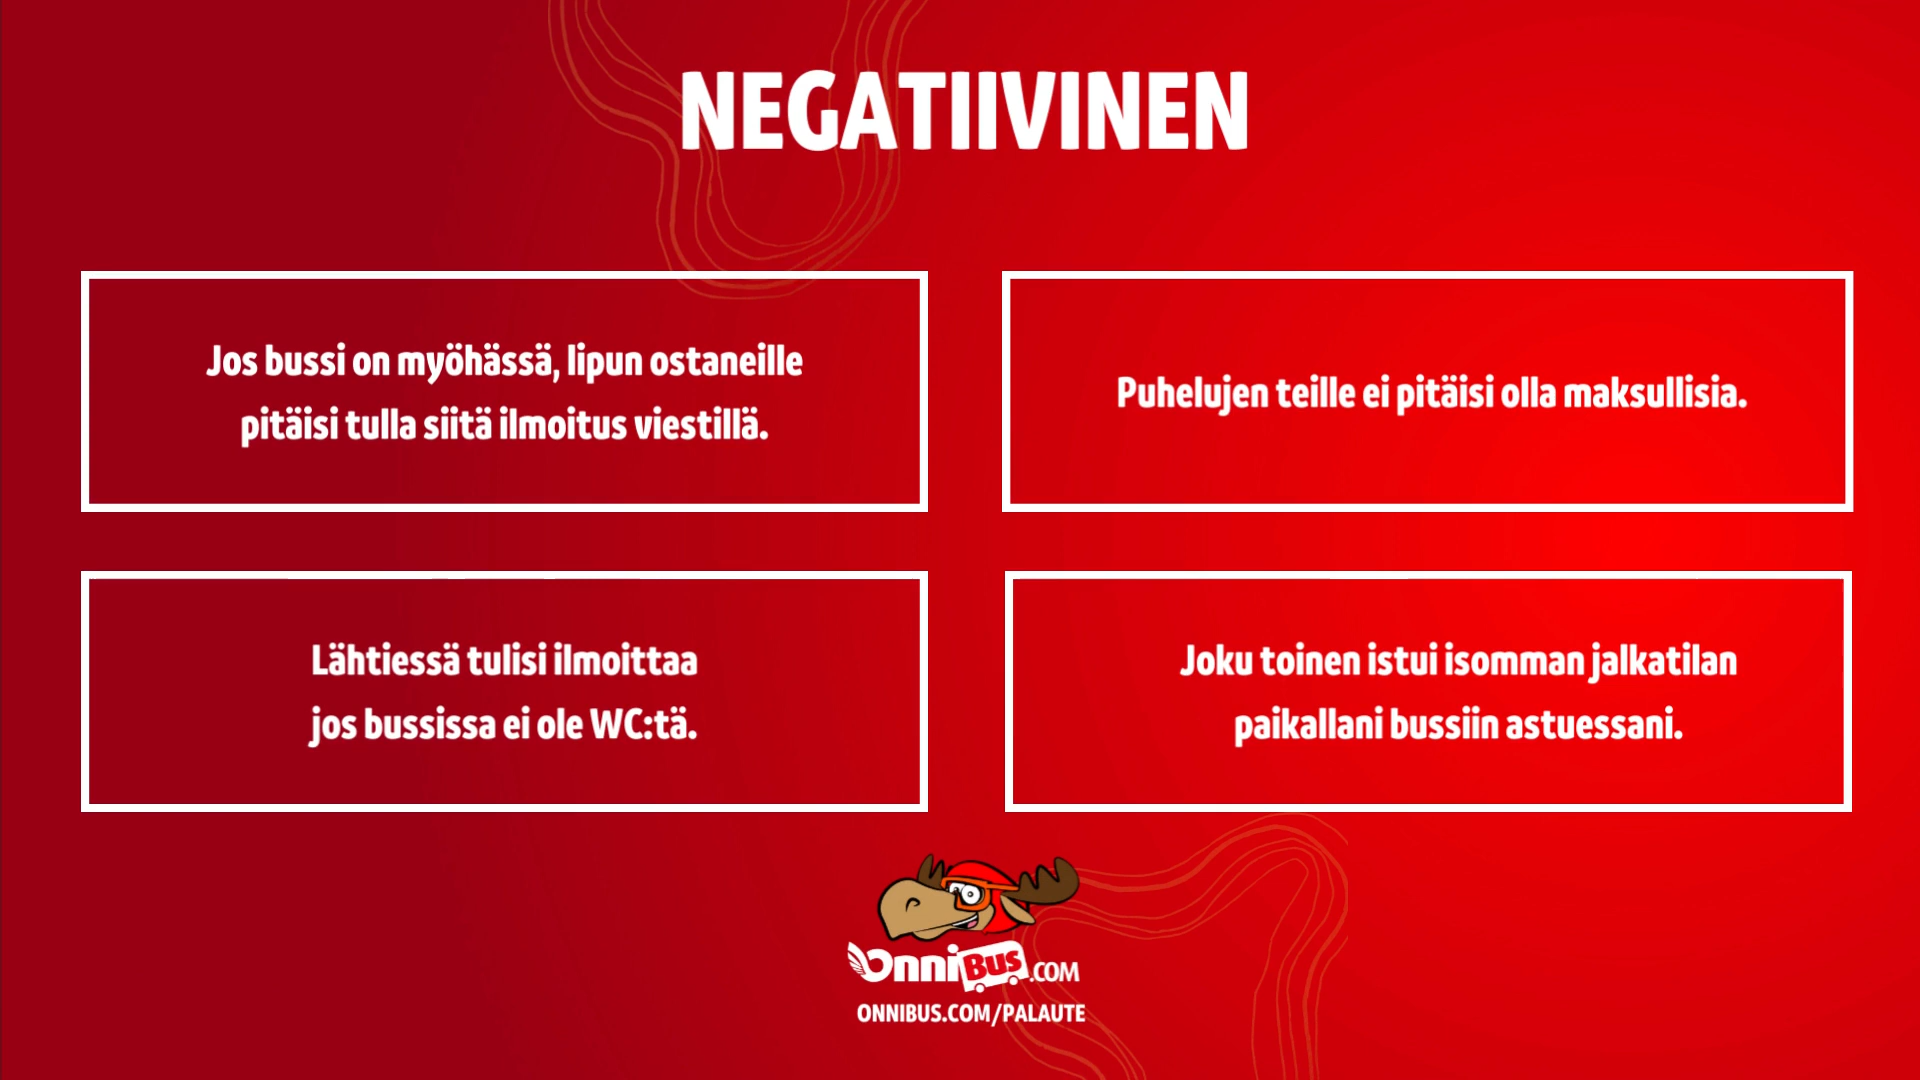 NEGATIIVINEN
Jos bussi on myöhässä, lipun ostaneille
pitäisi tulla siitä ilmoitus viestillä.
Puhelujen teille ei pitäisi olla maksullisia.
Lähtiessä tulisi ilmoittaa
jos bussissa ei ole WC:tä.
Joku toinen istui isomman jalkatilan
paikallani bussiin astuessani.
OnniBus.COM
ONNIBUS.COM/PALAUTE